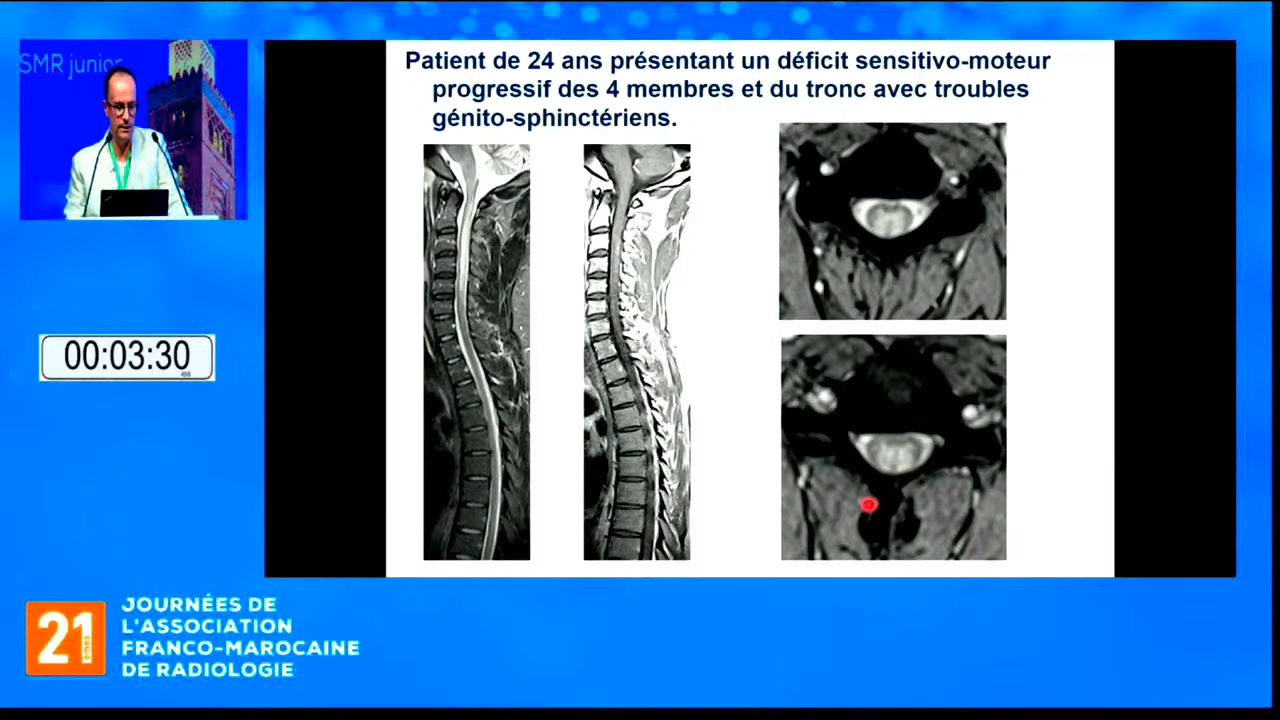 Patient de 24 ans présentant un déficit sensitivo-moteur
progressif des 4 membres et du tronc avec troubles
génito-sphinctériens.
SMR junior
00:03:30
21
èmes
JOURNÉES DE
L'ASSOCIATION
FRANCO-MAROCAINE
DE RADIOLOGIE